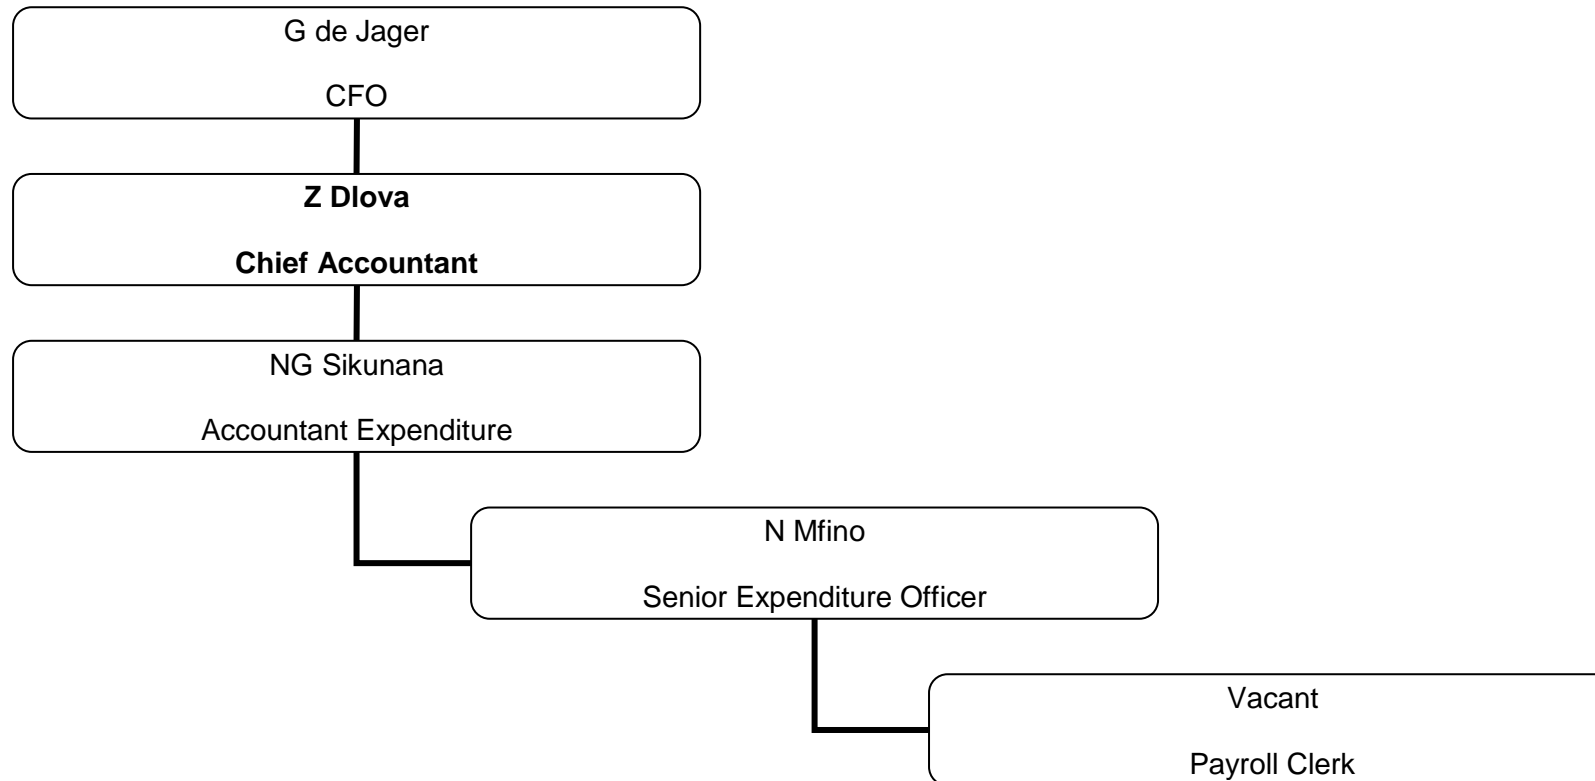 G de Jager
CFO
Z Dlova
Chief Accountant
NG Sikunana
Accountant Expenditure
N Mfino
Senior Expenditure Officer
Vacant
Payroll Clerk